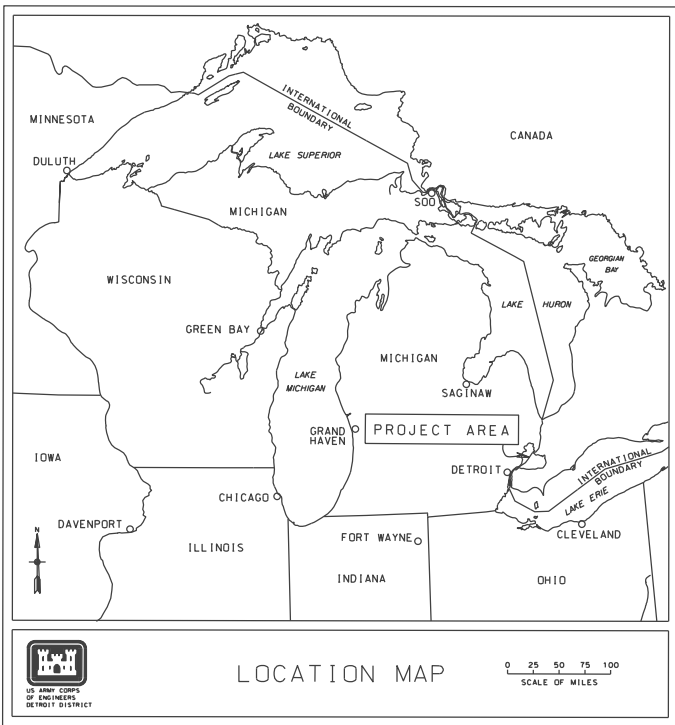 MINNESOTA
DULUTH
INTERNATIONAL
BOUNDARY
LAKE SUPERIOR
CANADA
SOO
MICHIGAN
WISCONSIN
GEORGIAN
BAY
LAKE HURON
GREEN BAY
MICHIGAN
LAKE
MICHIGAN
SAGINAW
GRAND
HAVEN
PROJECT AREA
IOWA
DETROIT
INTERNATIONAL
BOUNDARY
LAKE ERIE
CHICAGO
DAVENPORT
CLEVELAND
N
FORT WAYNE
ILLINOIS
INDIANA
OHIO
US ARMY CORPS
OF ENGINEERS
DETROIT DISTRICT
LOCATION MAP
0 25 50 75 100
SCALE OF MILES